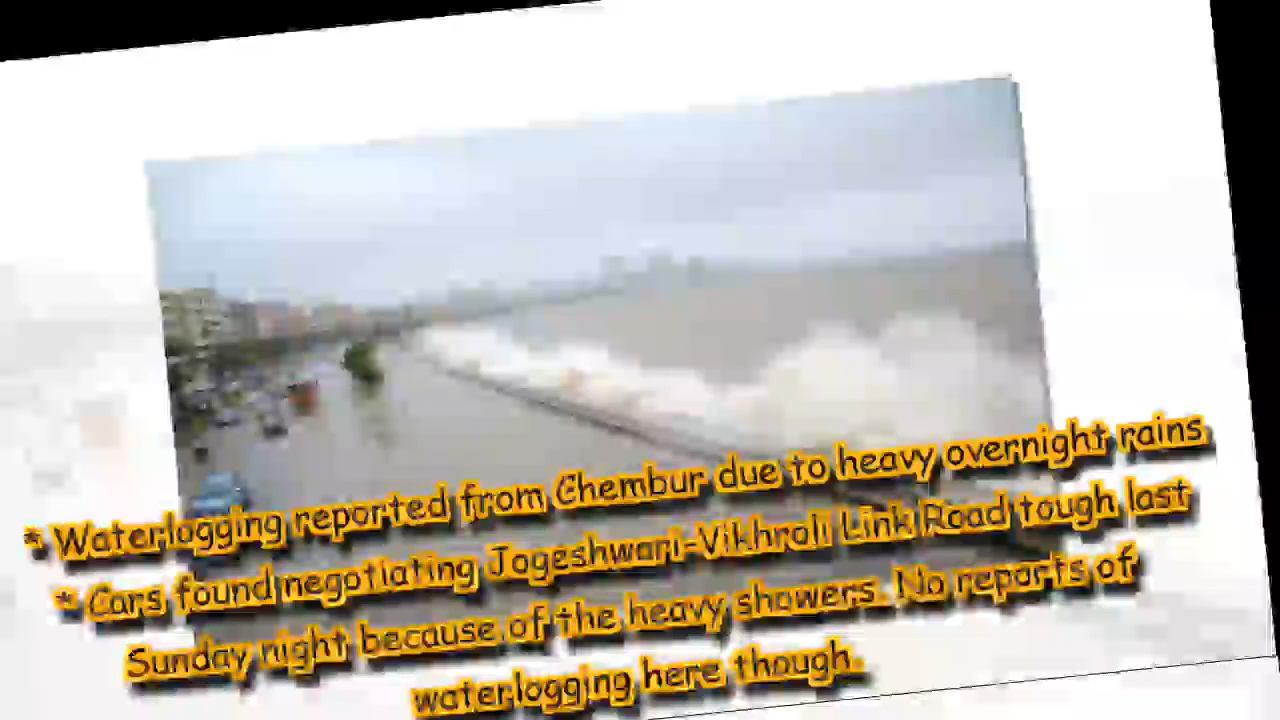 * Waterlogging reported from Chembur due to heavy overnight rains
* Cars found negotiating Jogeshwari-Vikhroli Link Road tough last
Sunday night because of the heavy showers. No reports of
waterlogging here though.